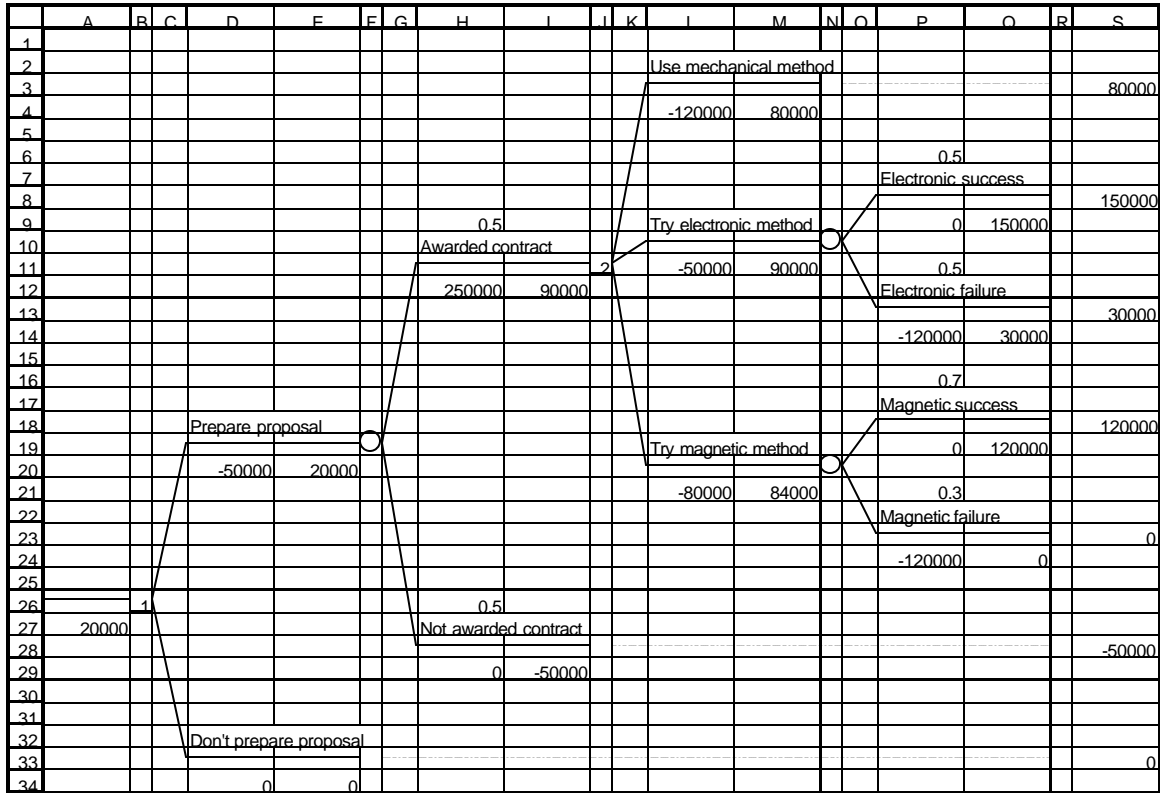 A B C D E F G H I J K L M N O P Q R S
1
2 Use mechanical method
3 80000
4 -120000 80000
5
6 0.5
7 Electronic success
8 150000
9 0.5 Try electronic method 0 150000
10 Awarded contract
11 2 -50000 90000 0.5
12 250000 90000 Electronic failure
13 30000
14 -120000 30000
15
16 0.7
17 Magnetic success
18 Prepare proposal 120000
19 Try magnetic method 0 120000
20 -50000 20000
21 -80000 84000 0.3
22 Magnetic failure
23 0
24 -120000 0
25
26 1 0.5
27 20000 Not awarded contract
28 -50000
29 0 -50000
30
31
32 Don't prepare proposal
33 0
34 0 0